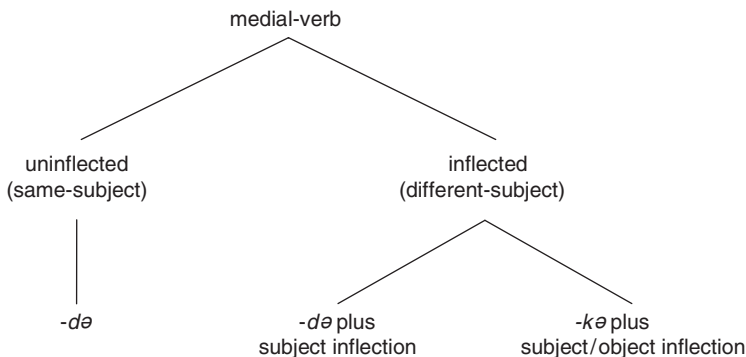 medial-verb
uninflected
(same-subject)
inflected
(different-subject)
-də
-də plus
subject inflection
-kə plus
subject/object inflection